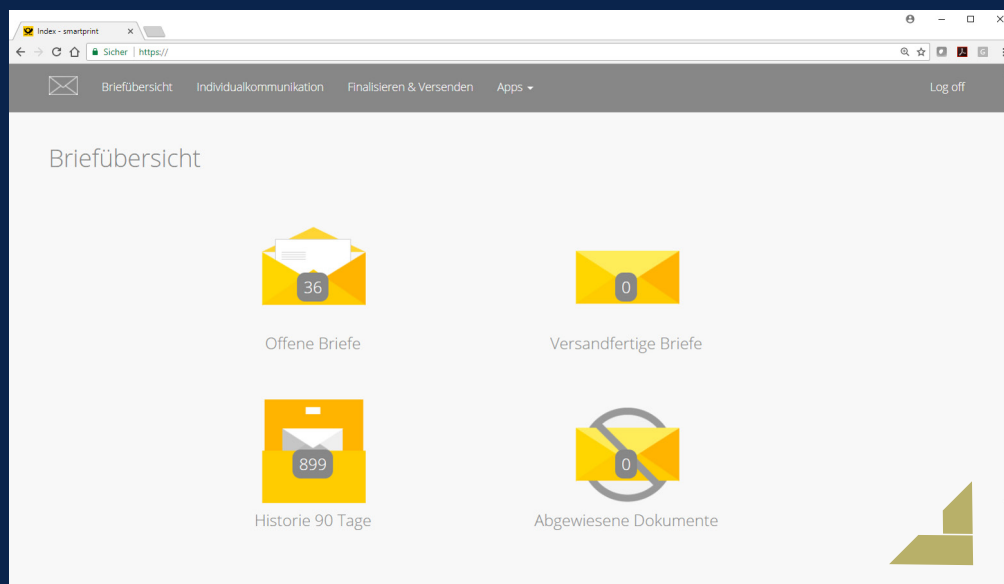 Index - smartprint
Sicher | https://
Briefübersicht Individualkommunikation Finalisieren & Versenden Apps Log off
Briefübersicht
36
0
Offene Briefe
Versandfertige Briefe
899
0
Historie 90 Tage
Abgewiesene Dokumente